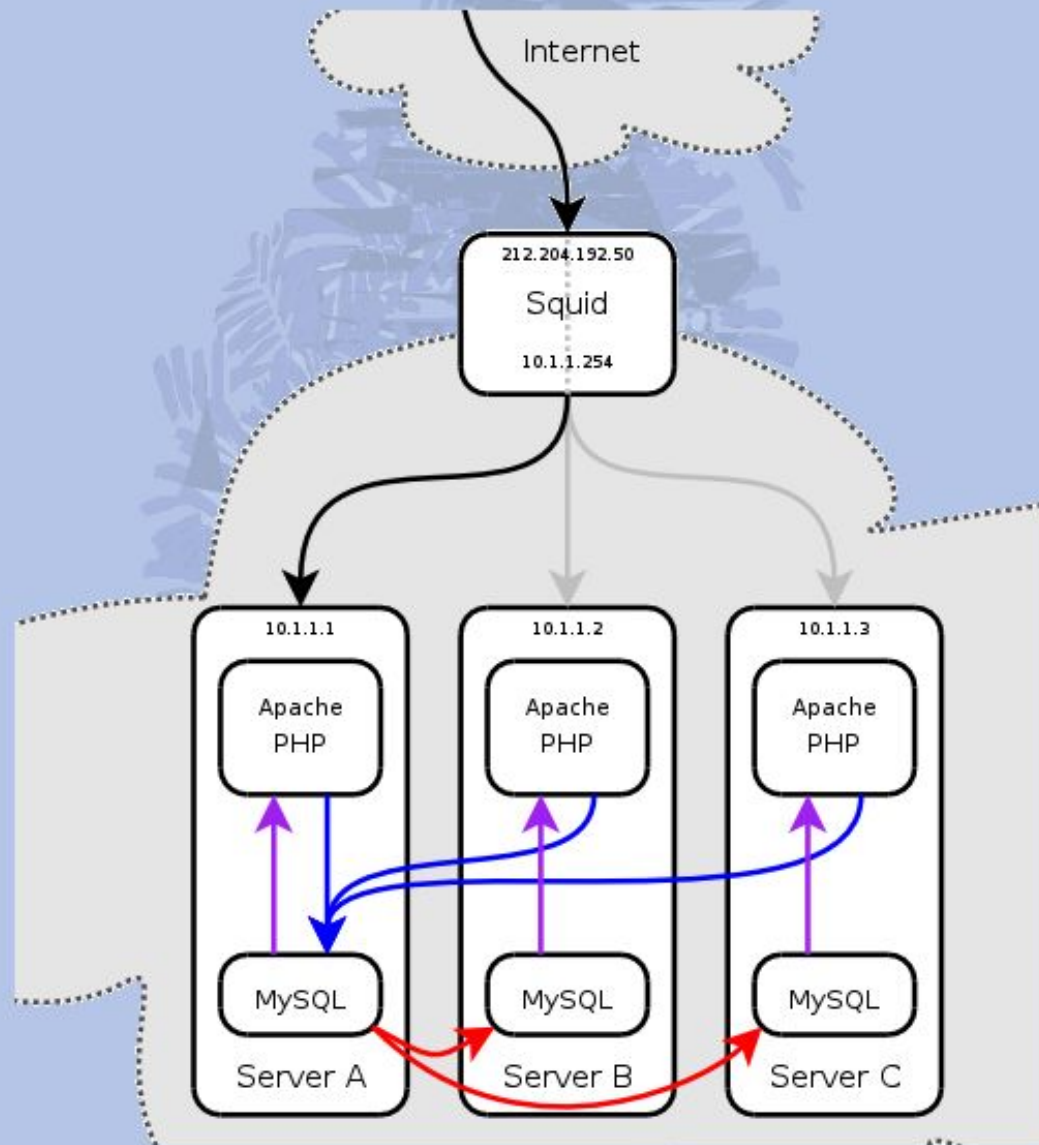 Internet
212.204.192.50
Squid
10.1.1.254
10.1.1.1
Apache
PHP
MySQL
Server A
10.1.1.2
Apache
PHP
MySQL
Server B
10.1.1.3
Apache
PHP
MySQL
Server C